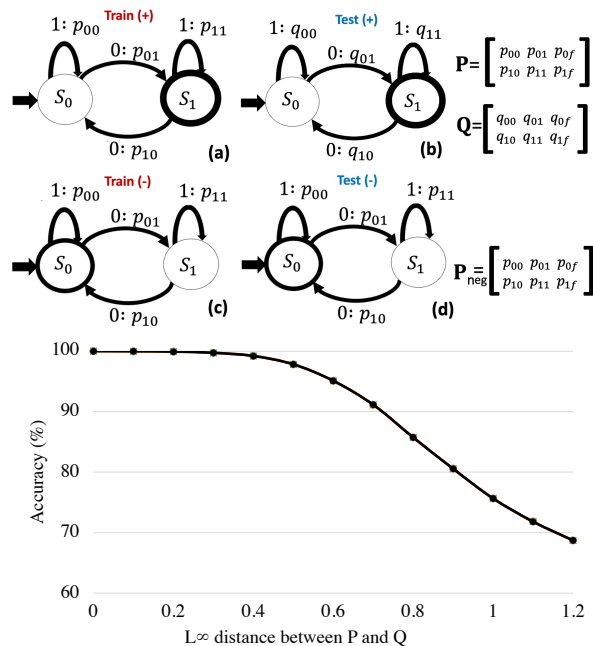 Train (+)
Test (+)
1: p₀₀
1: q₀₀
1: q₁₁
0: p₀₁
0: q₀₁
S₀
S₁
S₀
S₁
P= [ p₀₀ p₀₁ p₀f
p₁₀ p₁₁ p₁f ]
Q= [ q₀₀ q₀₁ q₀f
q₁₀ q₁₁ q₁f ]
0: p₁₀
(a)
0: q₁₀
(b)
Train (-)
Test (-)
1: p₀₀
1: p₁₁
1: p₀₀
1: p₁₁
0: p₀₁
0: p₀₁
S₀
S₁
S₀
S₁
P neg = [ p₀₀ p₀₁ p₀f
p₁₀ p₁₁ p₁f ]
0: p₁₀
(c)
0: p₁₀
(d)
100
90
80
70
60
Accuracy (%)
0 0.2 0.4 0.6 0.8 1 1.2
L∞ distance between P and Q